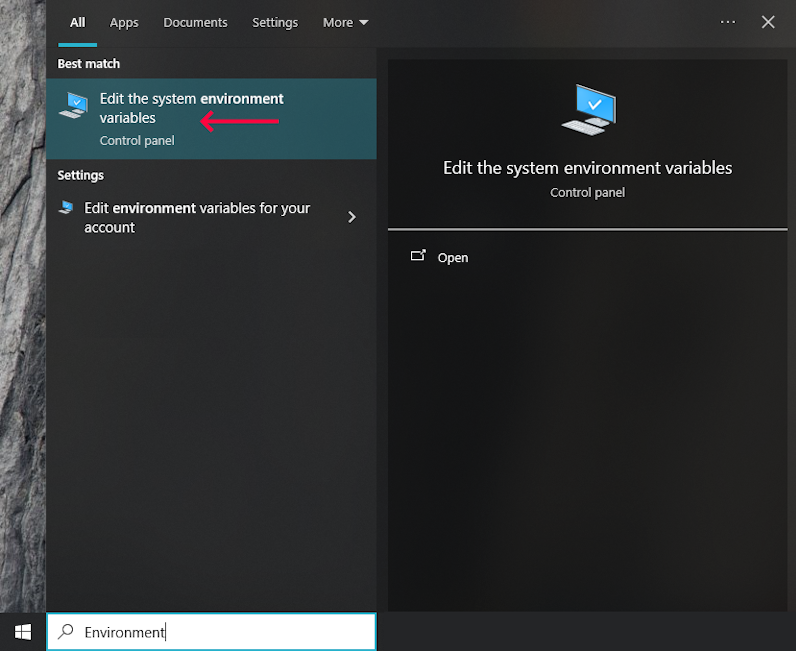 All Apps Documents Settings More ...
Best match
Edit the system environment
variables
Control panel
Settings
Edit environment variables for your
account
Edit the system environment variables
Control panel
Open
Environment